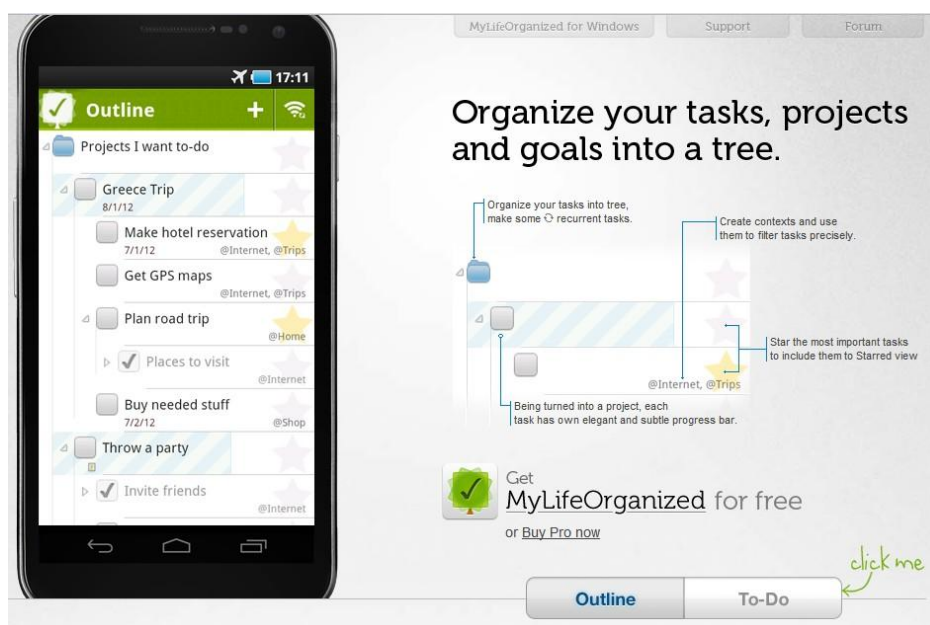 MyLifeOrganized for Windows
Support
Forum
17:11
Outline
Projects I want to-do
Greece Trip
8/1/12
Make hotel reservation
7/1/12
@Internet, @Trips
Get GPS maps
@Internet, @Trips
Plan road trip
@Home
Places to visit
@Internet
Buy needed stuff
7/2/12
@Shop
Throw a party
Invite friends
@Internet
Organize your tasks, projects
and goals into a tree.
Organize your tasks into tree,
make some recurrent tasks.
Create contexts and use
them to filter tasks precisely.
Star the most important tasks
to include them to Starred view
@Internet, @Trips
Being turned into a project, each
task has own elegant and subtle progress bar.
Get
MyLifeOrganized for free
or Buy Pro now
click me
Outline
To-Do